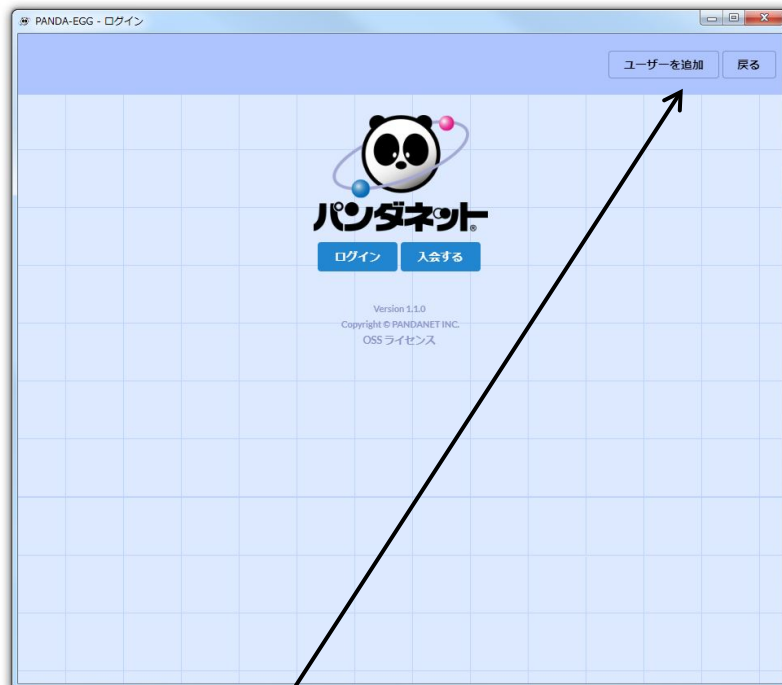 PANDA-EGG - ログイン
ユーザーを追加 戻る
パンダネット®
ログイン 入会する
Version 1.1.0
Copyright © PANDANET INC.
OSS ライセンス